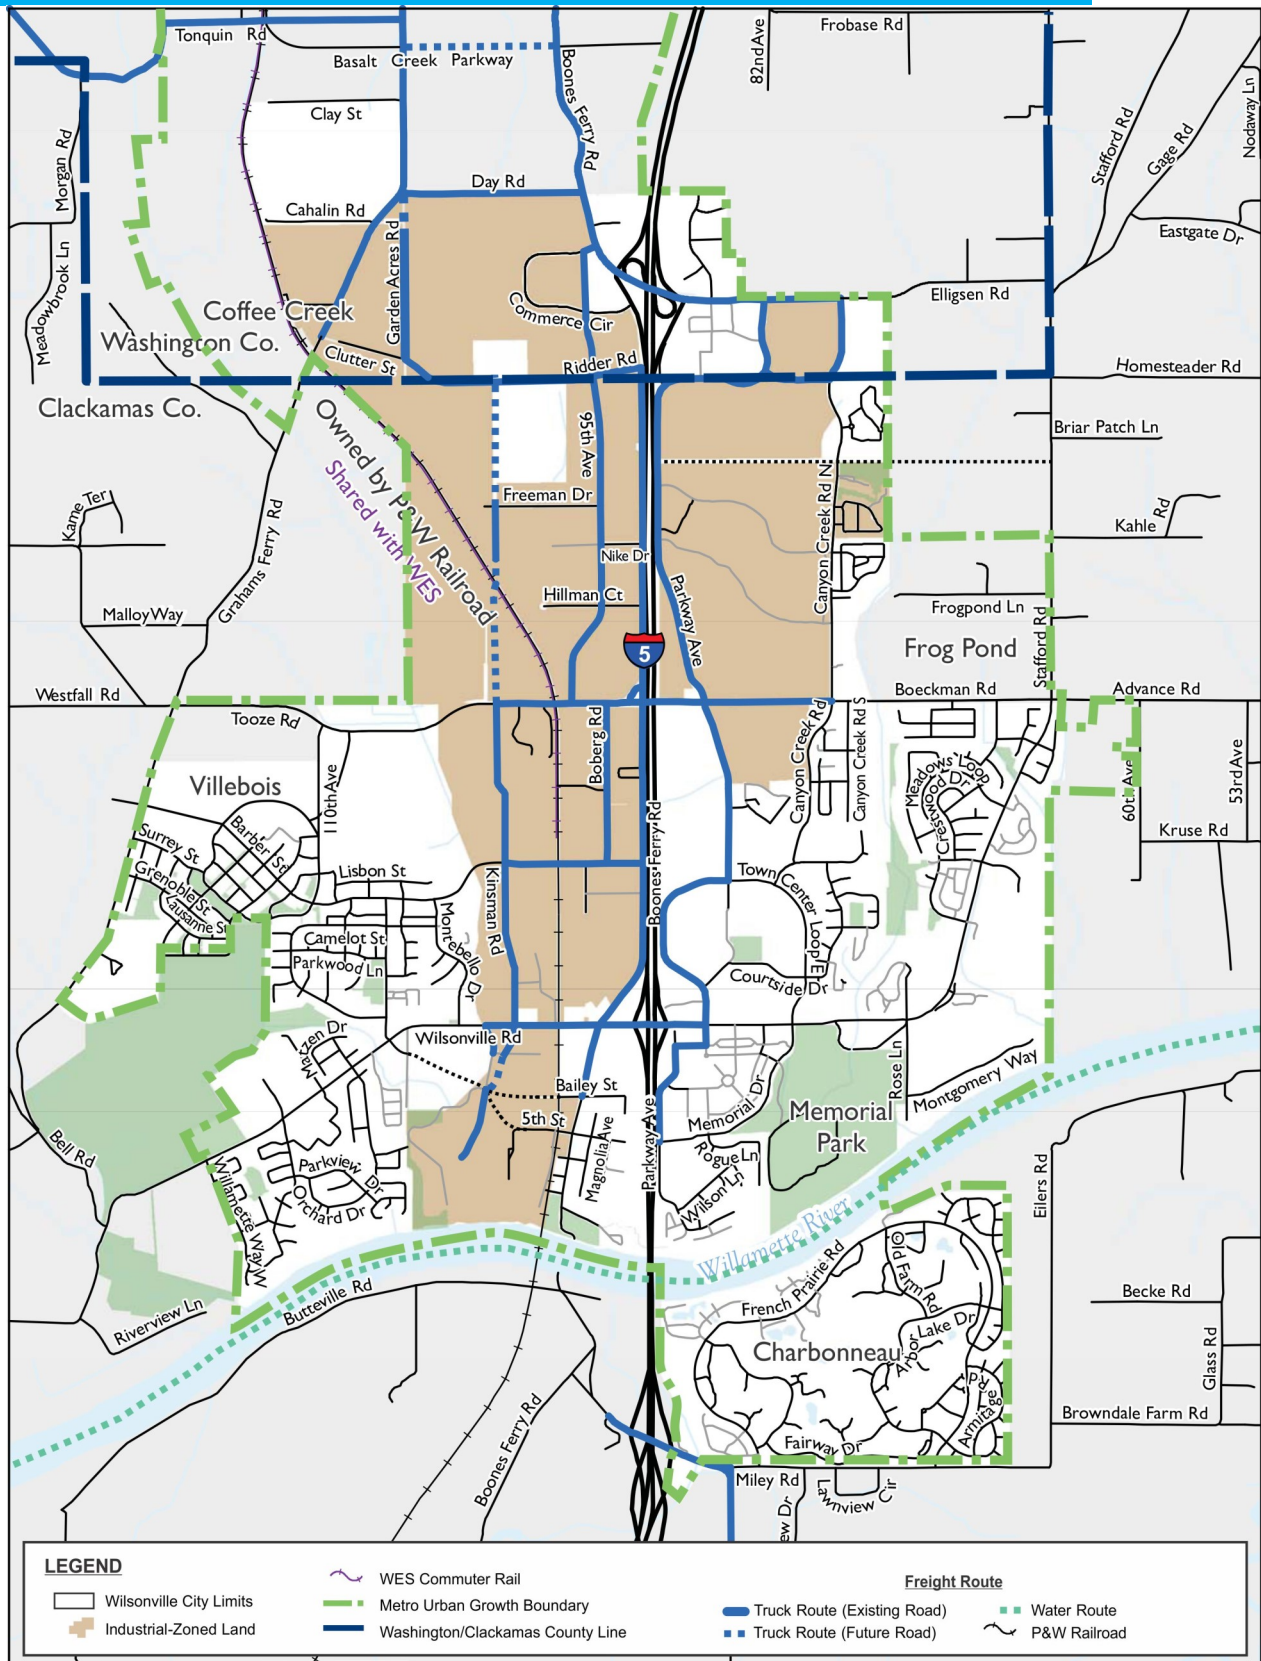 Tonquin Rd
Basalt Creek Parkway
Boones Ferry Rd
82nd Ave
Frobase Rd
Stafford Rd
Gage Rd
Nodaway Ln
Morgan Rd
Clay St
Day Rd
Cahalin Rd
Eastgate Dr
Meadowbrook Ln
Garden Acres Rd
Commerce Cir
Elligsen Rd
Coffee Creek
Washington Co.
Clutter St
Ridder Rd
Homesteader Rd
Clackamas Co.
Owned by P&W Railroad
Shared with WES
95th Ave
Briar Patch Ln
Canyon Creek Rd N
Kame Ter
Freeman Dr
Kahle Rd
Grahams Ferry Rd
Nike Dr
Hillman Ct
Parkway Ave
Malloy Way
Frogpond Ln
Stafford Rd
Frog Pond
5
Westfall Rd
Boeckman Rd
Advance Rd
Tooze Rd
Boberg Rd
Canyon Creek Rd
Canyon Creek Rd S
Villebois
110th Ave
Meadows Loop
Crestwood Dr
60th Ave
53rd Ave
Kruse Rd
Surrey St
Barber St
Boones Ferry Rd
Grenoble St
Lausanne St
Lisbon St
Kinsman Rd
Town Center Loop E
Camelot St
Parkwood Ln
Montebello Dr
Courtside Dr
Wilsonville Rd
Rose Ln
Montgomery Way
Bailey St
5th St
Magnolia Ave
Parkway Ave
Memorial Dr
Memorial
Park
Bell Rd
Rogue Ln
Wilson Ln
Parkview Dr
Orchard Dr
Willamette Way W
Eilers Rd
Willamette River
Butteville Rd
Riverview Ln
French Prairie Rd
Old Farm Rd
Arbor Lake Dr
Charbonneau
Becke Rd
Glass Rd
Armitage Rd
Browndale Farm Rd
Fairway Dr
Boones Ferry Rd
Miley Rd
Lawnview Cir
ew Dr
LEGEND
Wilsonville City Limits
Industrial-Zoned Land
WES Commuter Rail
Metro Urban Growth Boundary
Washington/Clackamas County Line
Freight Route
Truck Route (Existing Road)
Truck Route (Future Road)
Water Route
P&W Railroad